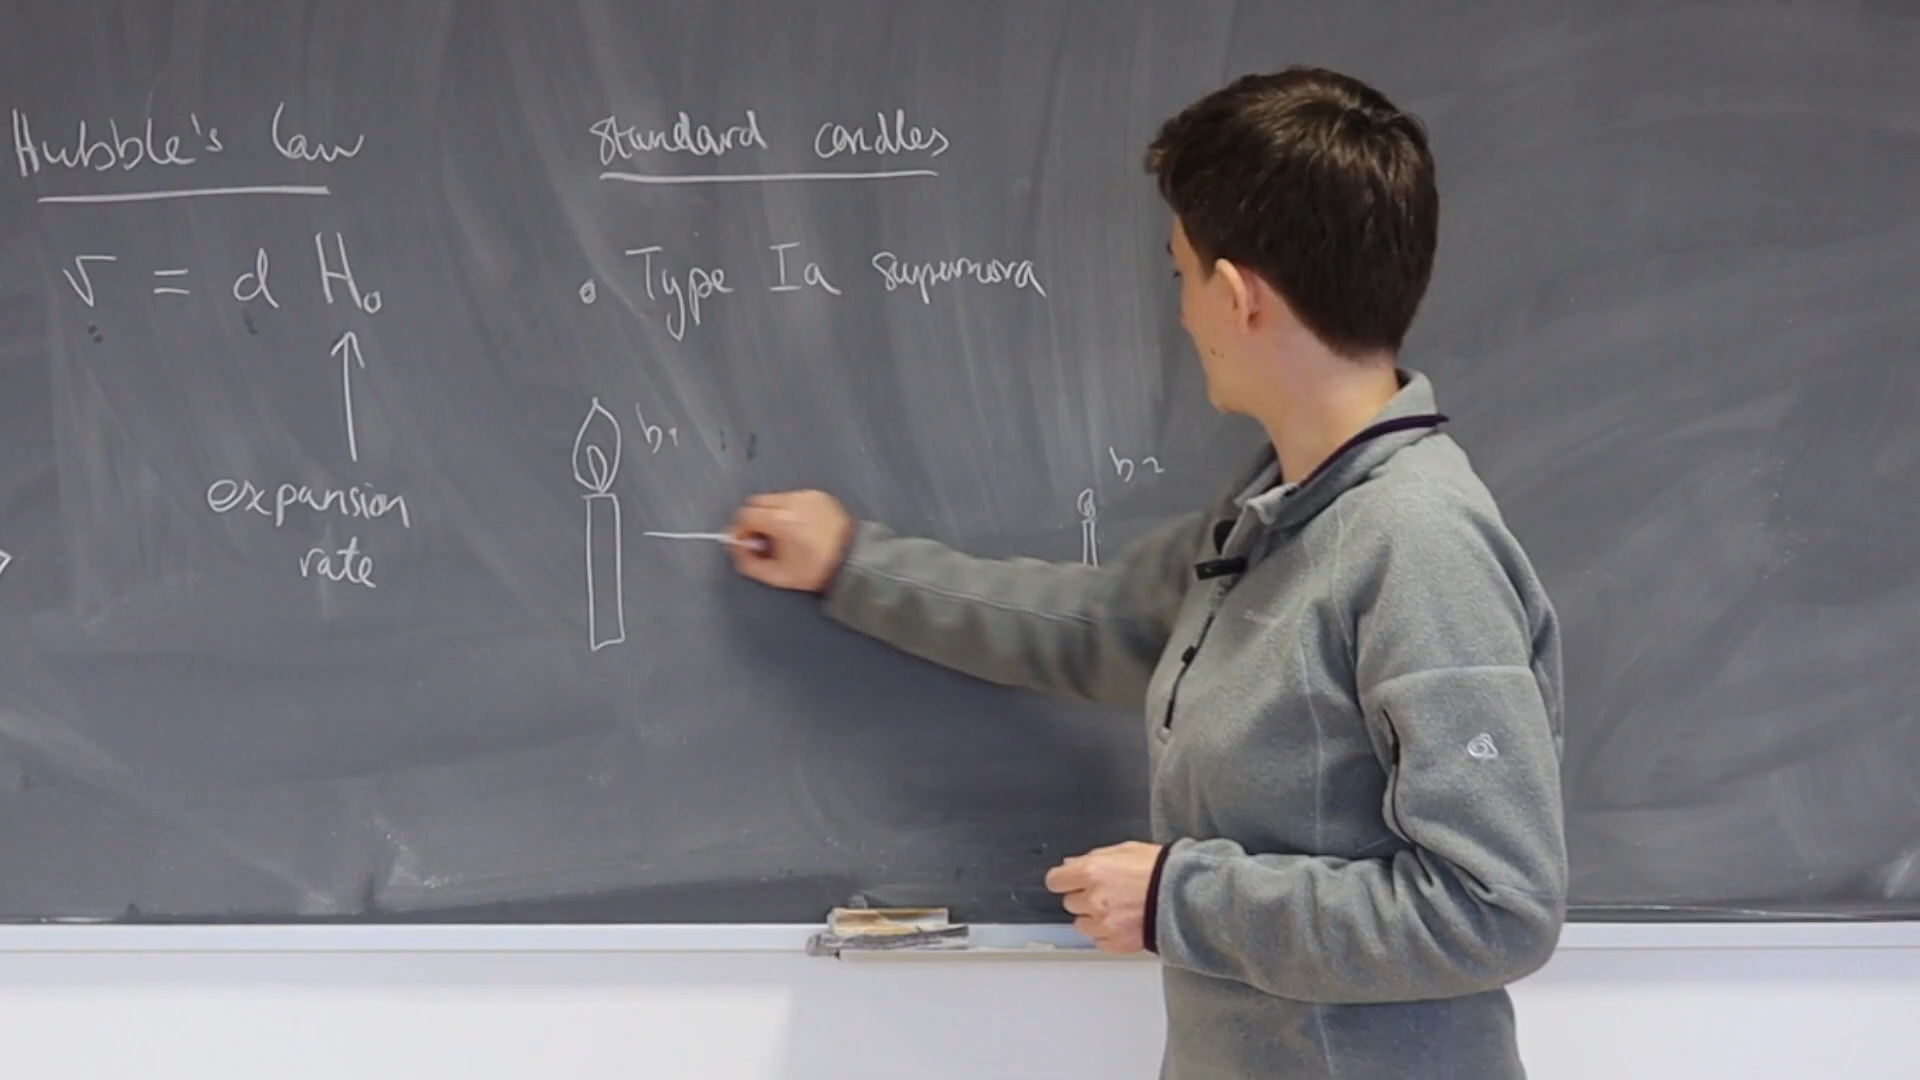 Hubble's law
v = d H₀
expansion
rate
Standard candles
• Type Ia supernova
b₁
b₂